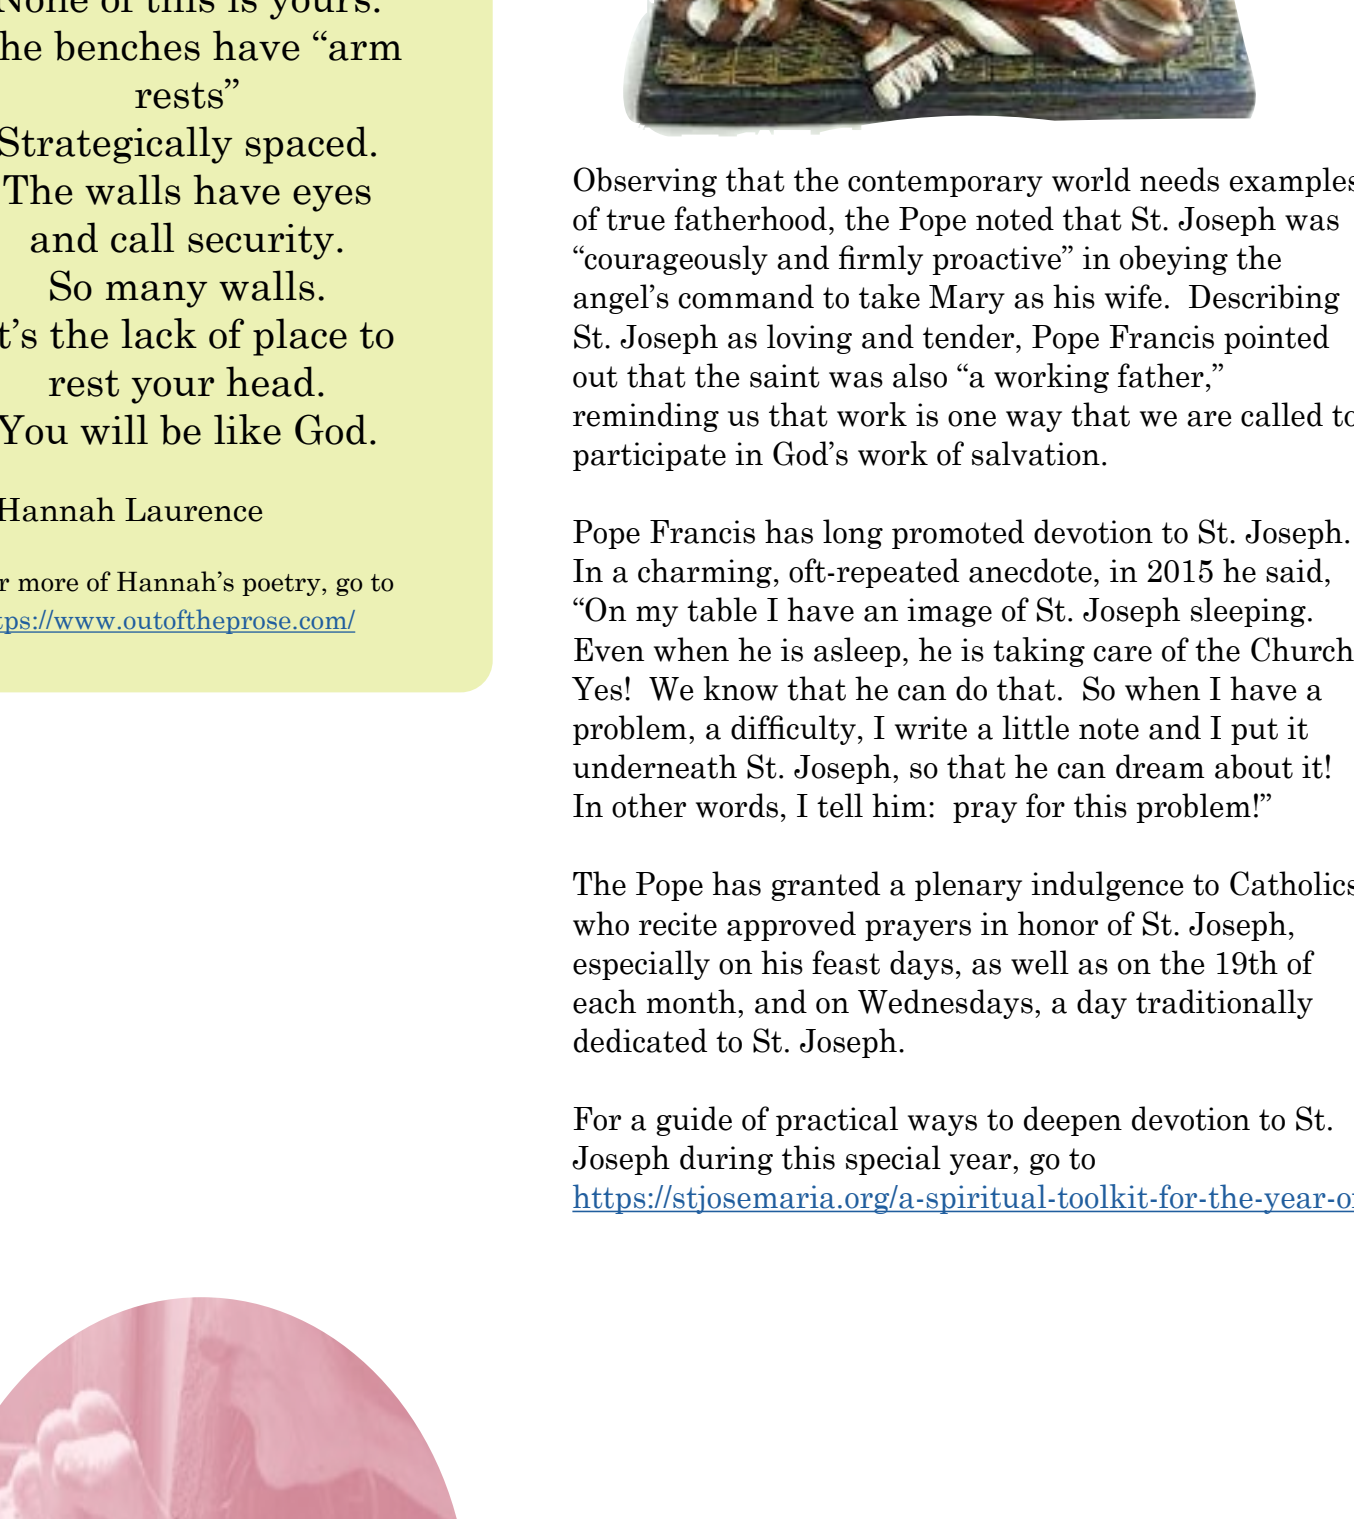 None of this is yours.
he benches have “arm
rests”
Strategically spaced.
The walls have eyes
and call security.
So many walls.
t’s the lack of place to
rest your head.
You will be like God.
Hannah Laurence
r more of Hannah’s poetry, go to
tps://www.outoftheprose.com/
Observing that the contemporary world needs examples
of true fatherhood, the Pope noted that St. Joseph was
“courageously and firmly proactive” in obeying the
angel’s command to take Mary as his wife.  Describing
St. Joseph as loving and tender, Pope Francis pointed
out that the saint was also “a working father,”
reminding us that work is one way that we are called to
participate in God’s work of salvation.
Pope Francis has long promoted devotion to St. Joseph.
In a charming, oft-repeated anecdote, in 2015 he said,
“On my table I have an image of St. Joseph sleeping.
Even when he is asleep, he is taking care of the Church
Yes!  We know that he can do that.  So when I have a
problem, a difficulty, I write a little note and I put it
underneath St. Joseph, so that he can dream about it!
In other words, I tell him:  pray for this problem!”
The Pope has granted a plenary indulgence to Catholics
who recite approved prayers in honor of St. Joseph,
especially on his feast days, as well as on the 19th of
each month, and on Wednesdays, a day traditionally
dedicated to St. Joseph.
For a guide of practical ways to deepen devotion to St.
Joseph during this special year, go to
https://stjosemaria.org/a-spiritual-toolkit-for-the-year-of